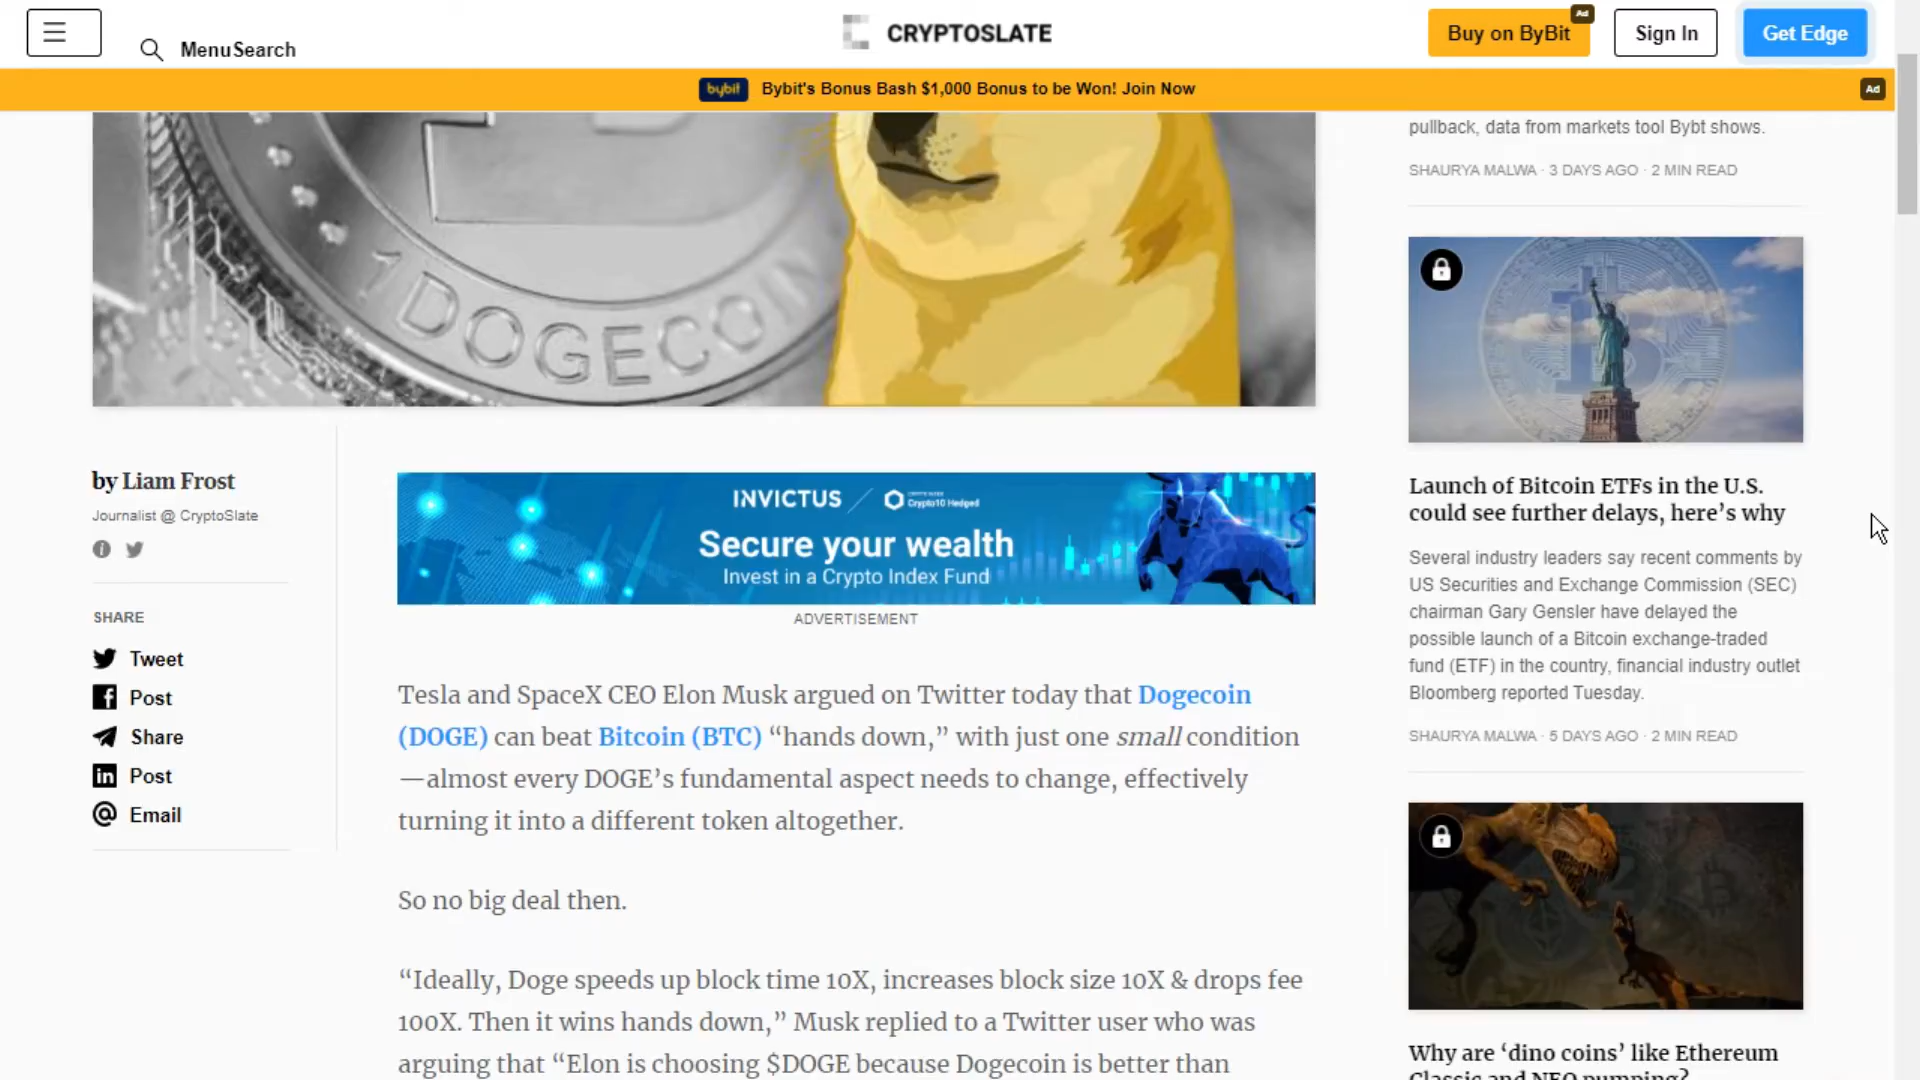 MenuSearch
CRYPTOSLATE
Buy on ByBit
Ad
Sign In
Get Edge
bybit
Bybit's Bonus Bash $1,000 Bonus to be Won! Join Now
Ad
1 DOGECOIN
by Liam Frost
Journalist @ CryptoSlate
SHARE
Tweet
Post
Share
Post
Email
INVICTUS
Crypto10 Hedged
Secure your wealth
Invest in a Crypto Index Fund
ADVERTISEMENT
Tesla and SpaceX CEO Elon Musk argued on Twitter today that Dogecoin
(DOGE) can beat Bitcoin (BTC) “hands down,” with just one small condition
—almost every DOGE’s fundamental aspect needs to change, effectively
turning it into a different token altogether.
So no big deal then.
“Ideally, Doge speeds up block time 10X, increases block size 10X & drops fee
100X. Then it wins hands down,” Musk replied to a Twitter user who was
arguing that “Elon is choosing $DOGE because Dogecoin is better than
pullback, data from markets tool Bybt shows.
SHAURYA MALWA · 3 DAYS AGO · 2 MIN READ
Launch of Bitcoin ETFs in the U.S.
could see further delays, here’s why
Several industry leaders say recent comments by
US Securities and Exchange Commission (SEC)
chairman Gary Gensler have delayed the
possible launch of a Bitcoin exchange-traded
fund (ETF) in the country, financial industry outlet
Bloomberg reported Tuesday.
SHAURYA MALWA · 5 DAYS AGO · 2 MIN READ
Why are ‘dino coins’ like Ethereum
Classic and NEO pumping?